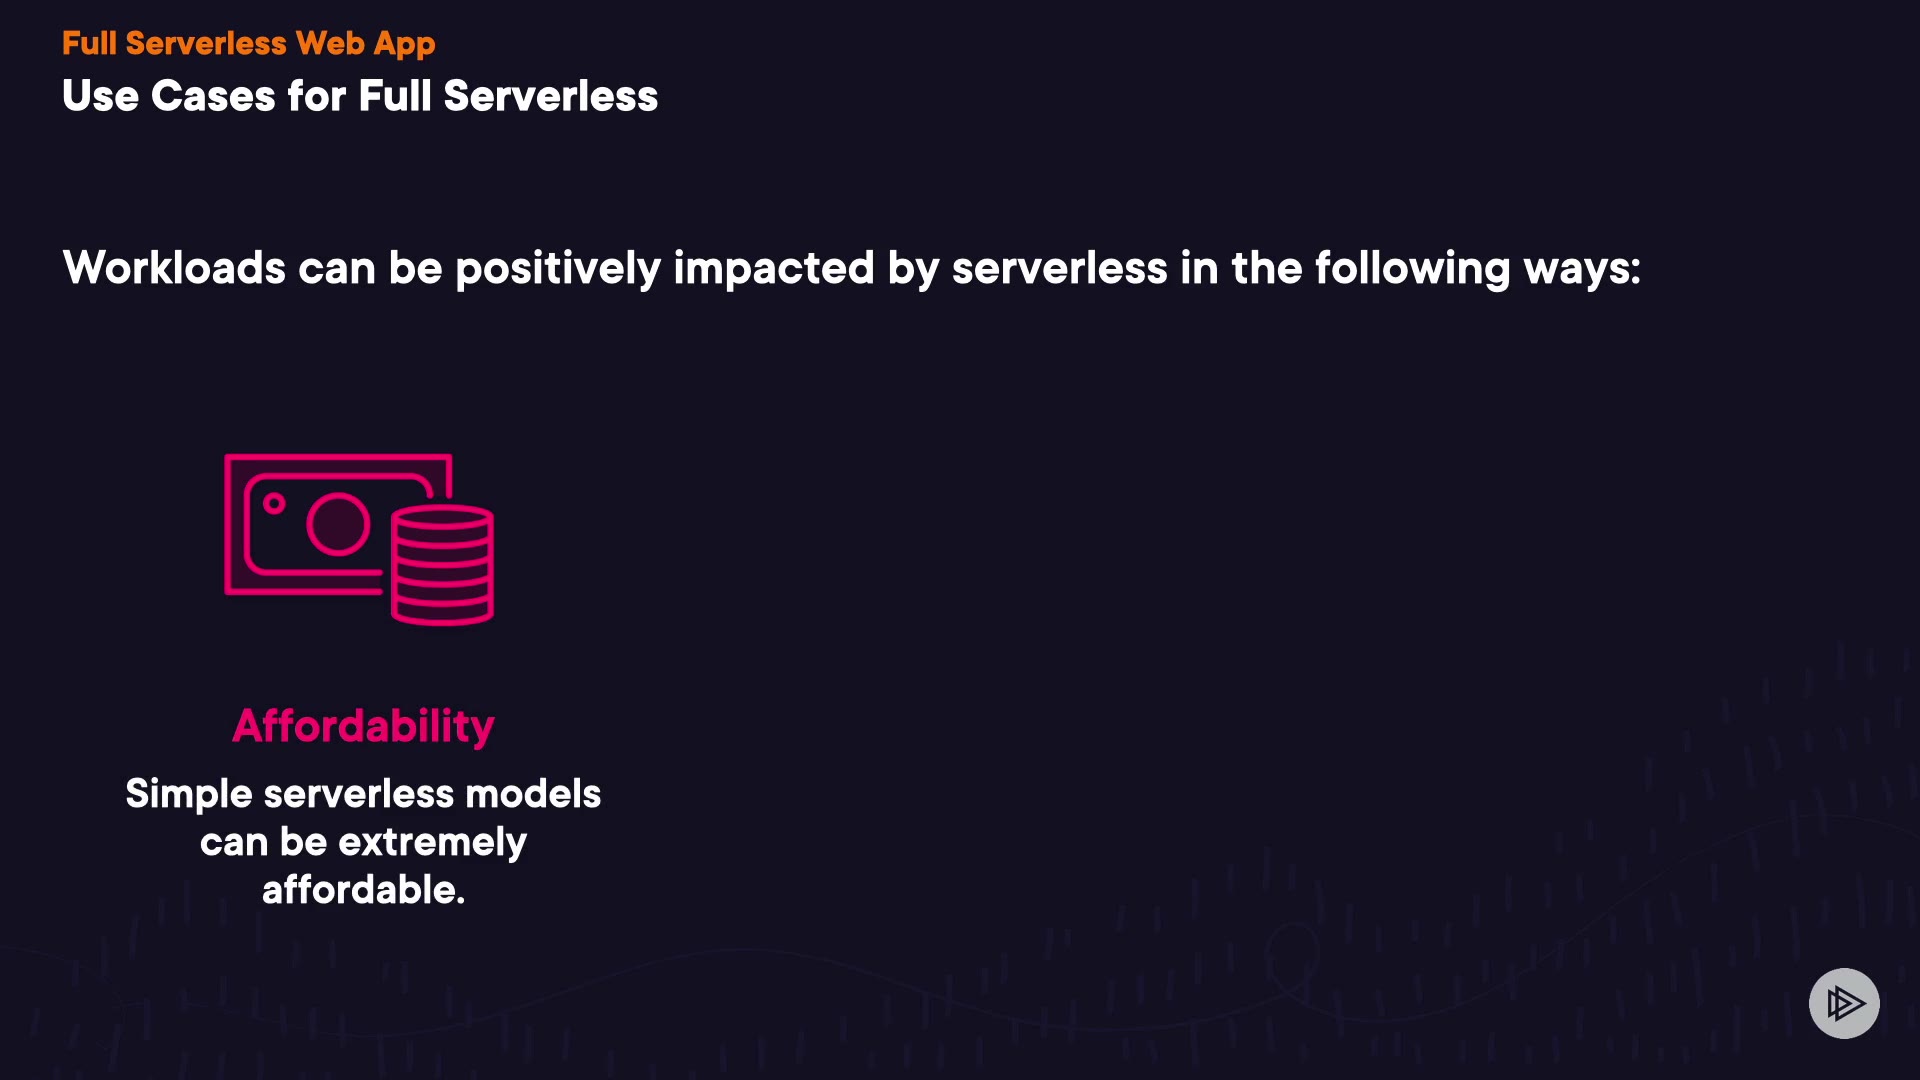 Full Serverless Web App
Use Cases for Full Serverless
Workloads can be positively impacted by serverless in the following ways:
Affordability
Simple serverless models
can be extremely
affordable.